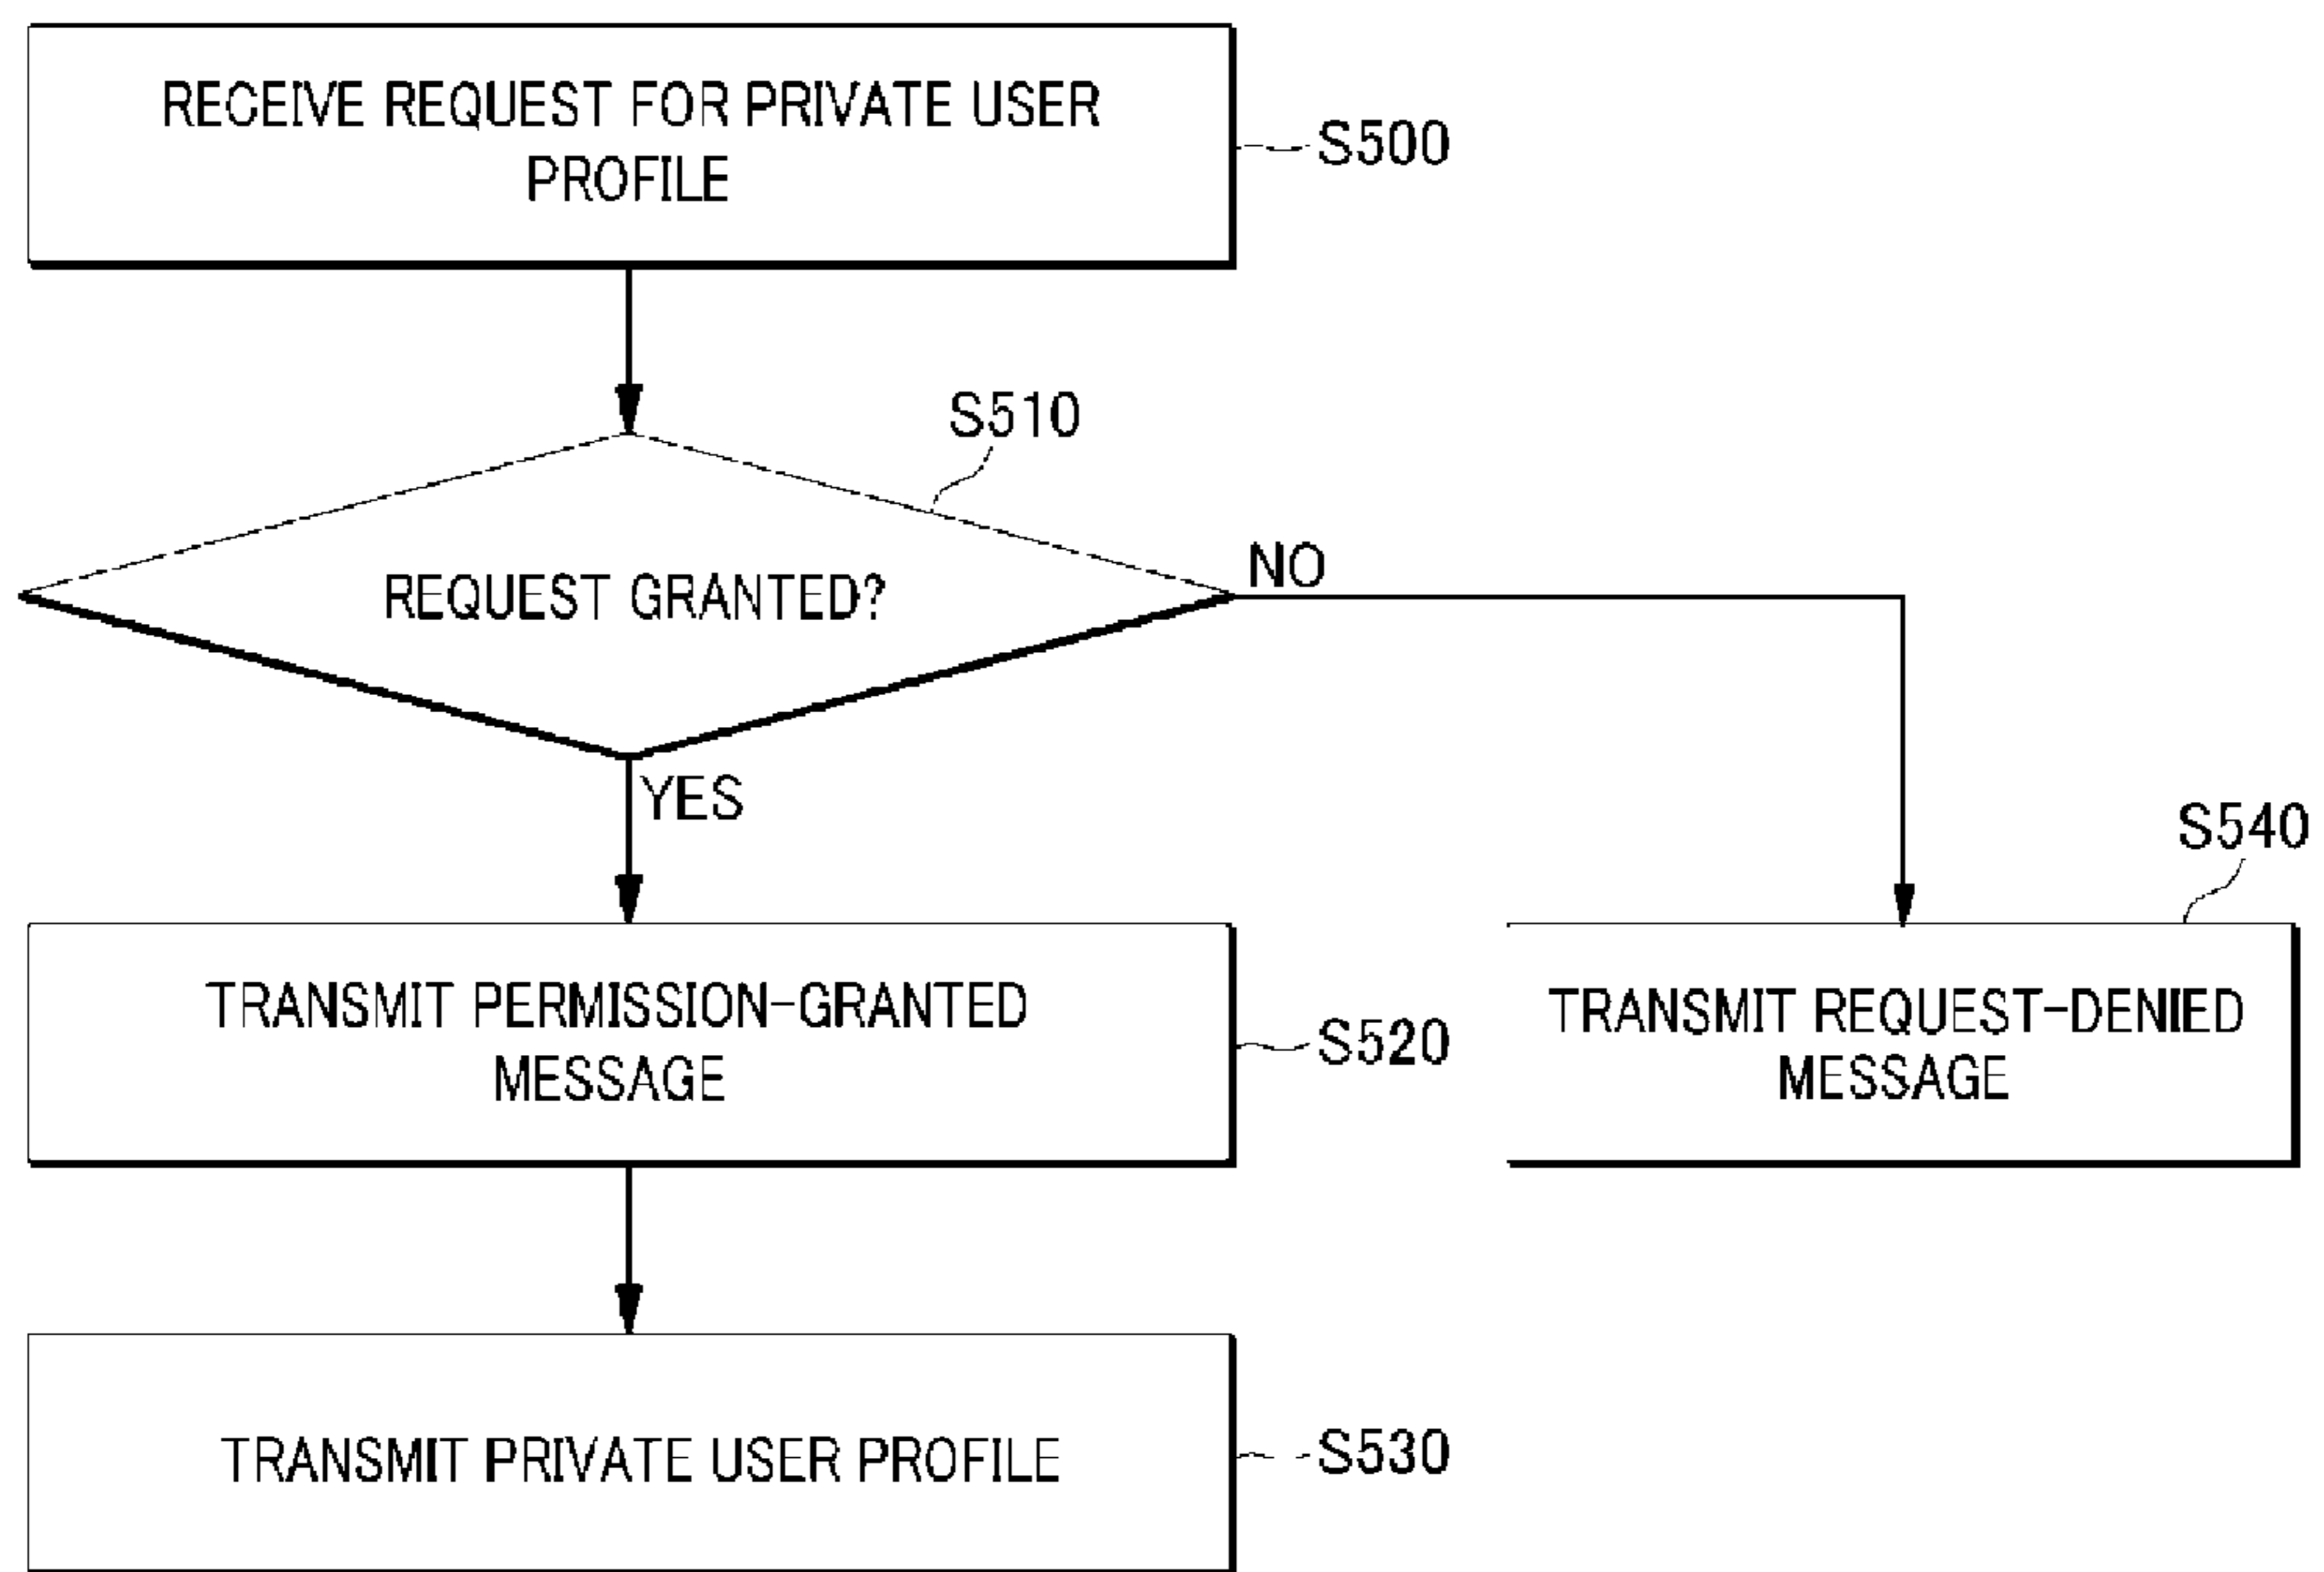 RECEIVE REQUEST FOR PRIVATE USER
PROFILE
S500
S510
REQUEST GRANTED?
NO
YES
S540
TRANSMIT PERMISSION-GRANTED
MESSAGE
S520
TRANSMIT REQUEST-DENIED
MESSAGE
TRANSMIT PRIVATE USER PROFILE
S530